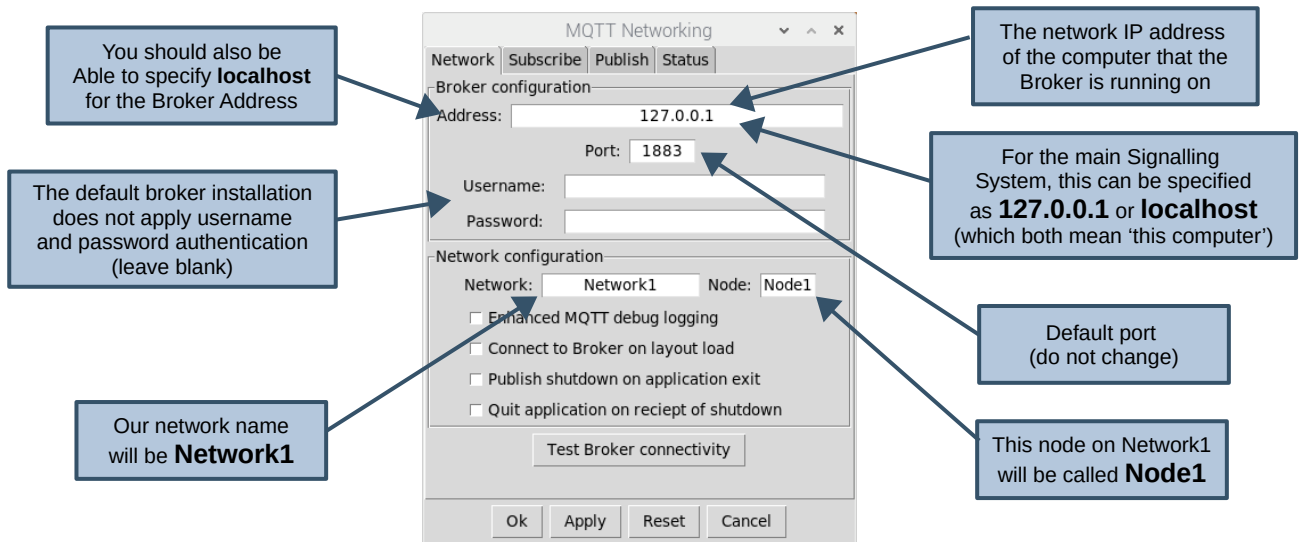 You should also be
Able to specify localhost
for the Broker Address
The default broker installation
does not apply username
and password authentication
(leave blank)
Our network name
will be Network1
MQTT Networking
Network Subscribe Publish Status
Broker configuration
Address: 127.0.0.1
Port: 1883
Username:
Password:
Network configuration
Network: Network1 Node: Node1
Enhanced MQTT debug logging
Connect to Broker on layout load
Publish shutdown on application exit
Quit application on reciept of shutdown
Test Broker connectivity
Ok Apply Reset Cancel
The network IP address
of the computer that the
Broker is running on
For the main Signalling
System, this can be specified
as 127.0.0.1 or localhost
(which both mean ‘this computer’)
Default port
(do not change)
This node on Network1
will be called Node1